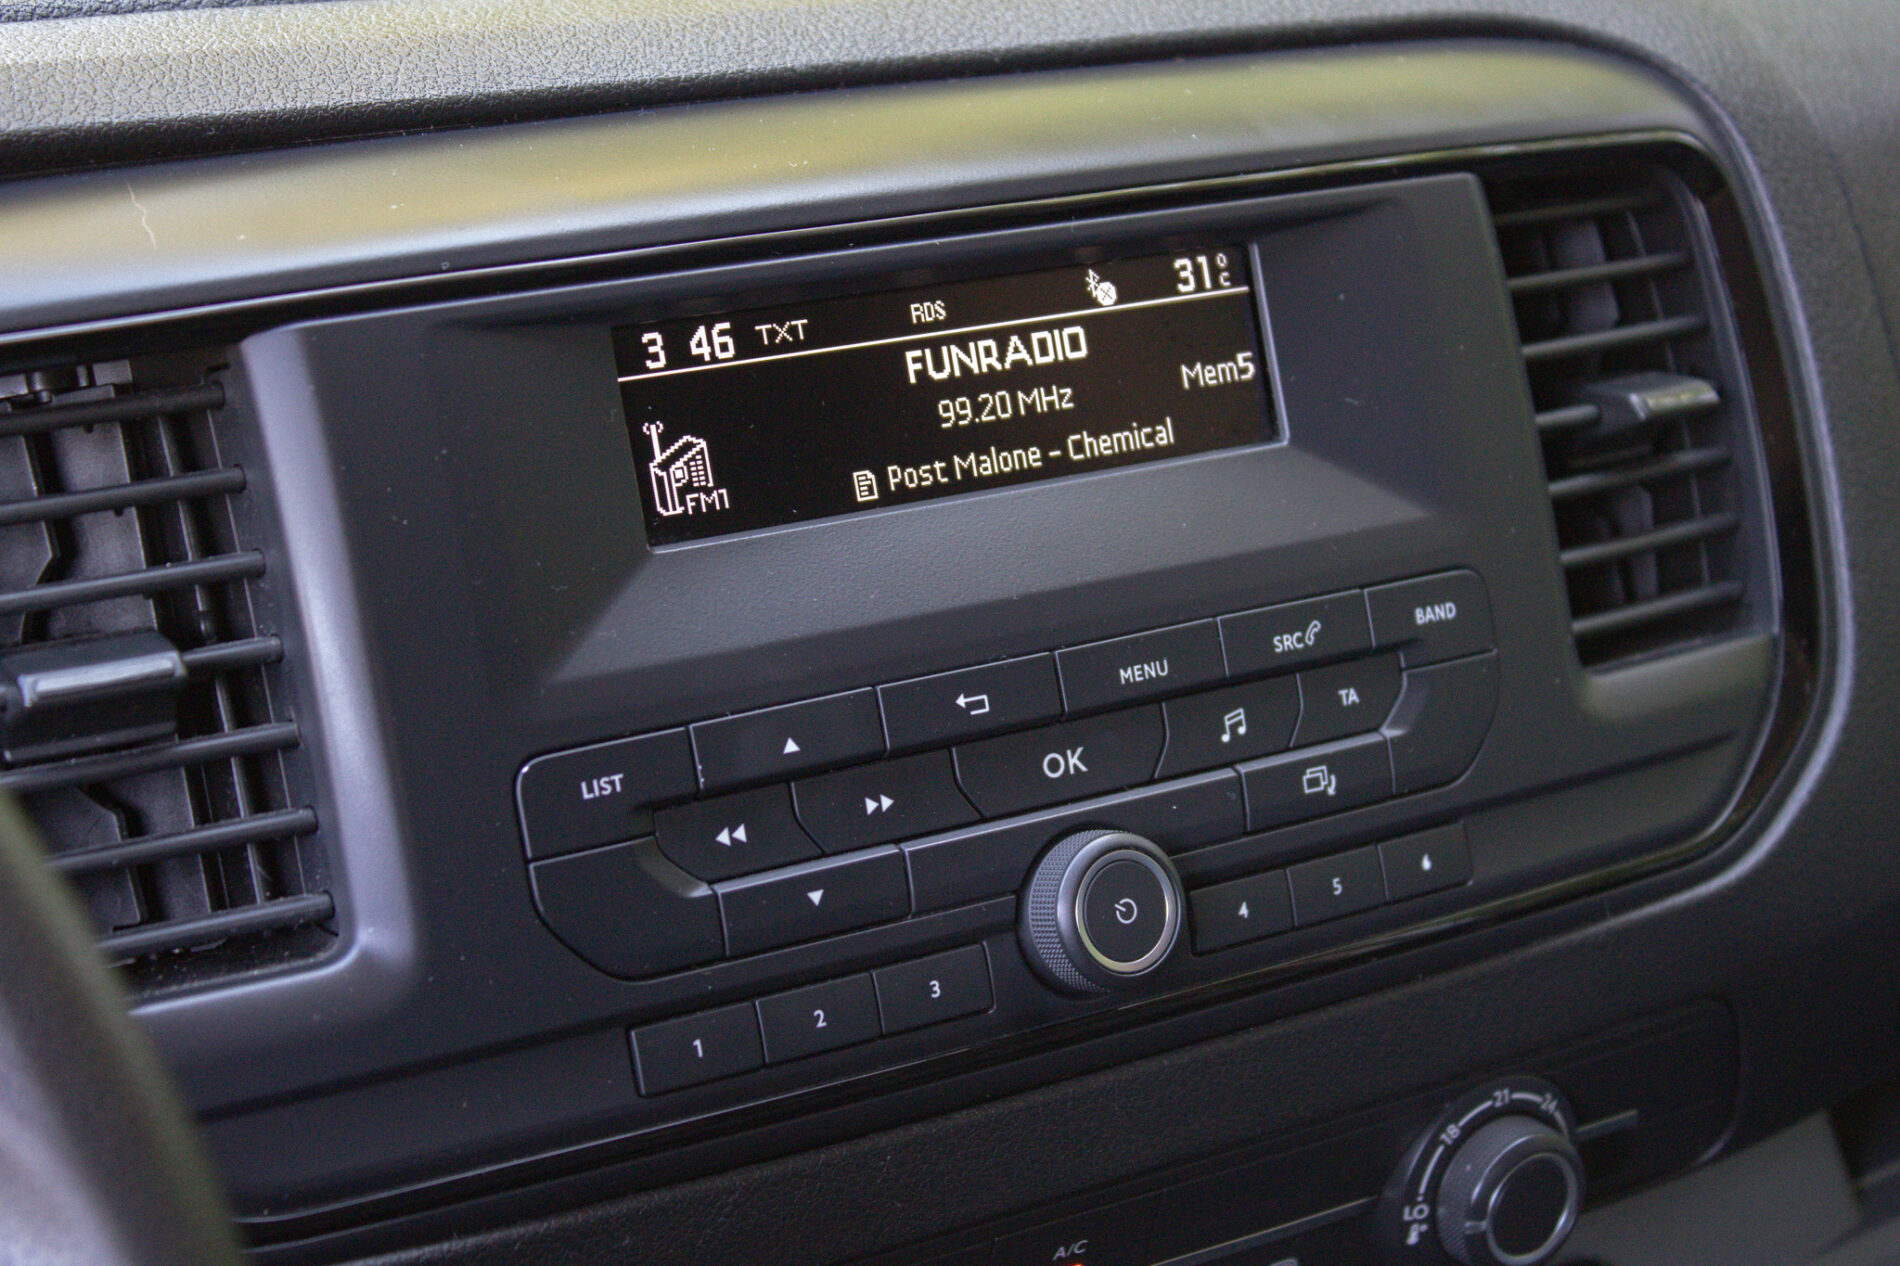 3 46 TXT RDS 31°C
FUNRADIO
99.20 MHz Mem5
Post Malone - Chemical
FM1
LIST MENU SRC BAND
OK TA
1 2 3 4 5 6
LO 18 21 24
A/C